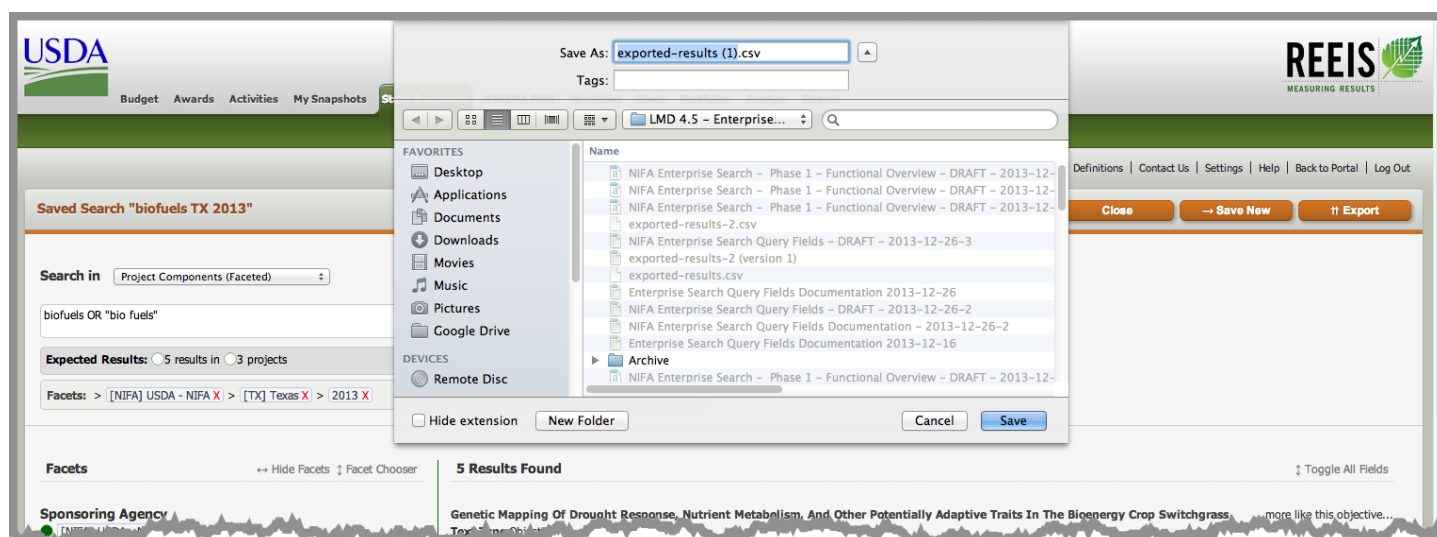 USDA
REEIS
MEASURING RESULTS
Budget Awards Activities My Snapshots
Save As: exported-results (1).csv
Tags:
LMD 4.5 – Enterprise...
FAVORITES
Desktop
Applications
Documents
Downloads
Movies
Music
Pictures
Google Drive
DEVICES
Remote Disc
Name
NIFA Enterprise Search – Phase 1 – Functional Overview – DRAFT – 2013-12-
NIFA Enterprise Search – Phase 1 – Functional Overview – DRAFT – 2013-12-
NIFA Enterprise Search – Phase 1 – Functional Overview – DRAFT – 2013-12-
exported-results-2.csv
NIFA Enterprise Search Query Fields – DRAFT – 2013-12-26-3
exported-results-2 (version 1)
exported-results.csv
Enterprise Search Query Fields Documentation 2013-12-26
NIFA Enterprise Search Query Fields – DRAFT – 2013-12-26-2
NIFA Enterprise Search Query Fields Documentation – 2013-12-26-2
Enterprise Search Query Fields Documentation 2013-12-16
Archive
NIFA Enterprise Search – Phase 1 – Functional Overview – DRAFT – 2013-12-
Hide extension New Folder Cancel Save
Definitions | Contact Us | Settings | Help | Back to Portal | Log Out
Saved Search "biofuels TX 2013"
Close → Save New Export
Search in Project Components (Faceted)
biofuels OR "bio fuels"
Expected Results: 5 results in 3 projects
Facets: > [NIFA] USDA - NIFA X > [TX] Texas X > 2013 X
Facets ↔ Hide Facets ↕ Facet Chooser
5 Results Found ↕ Toggle All Fields
Sponsoring Agency
Genetic Mapping Of Drought Response, Nutrient Metabolism, And Other Potentially Adaptive Traits In The Bioenergy Crop Switchgrass more like this objective...